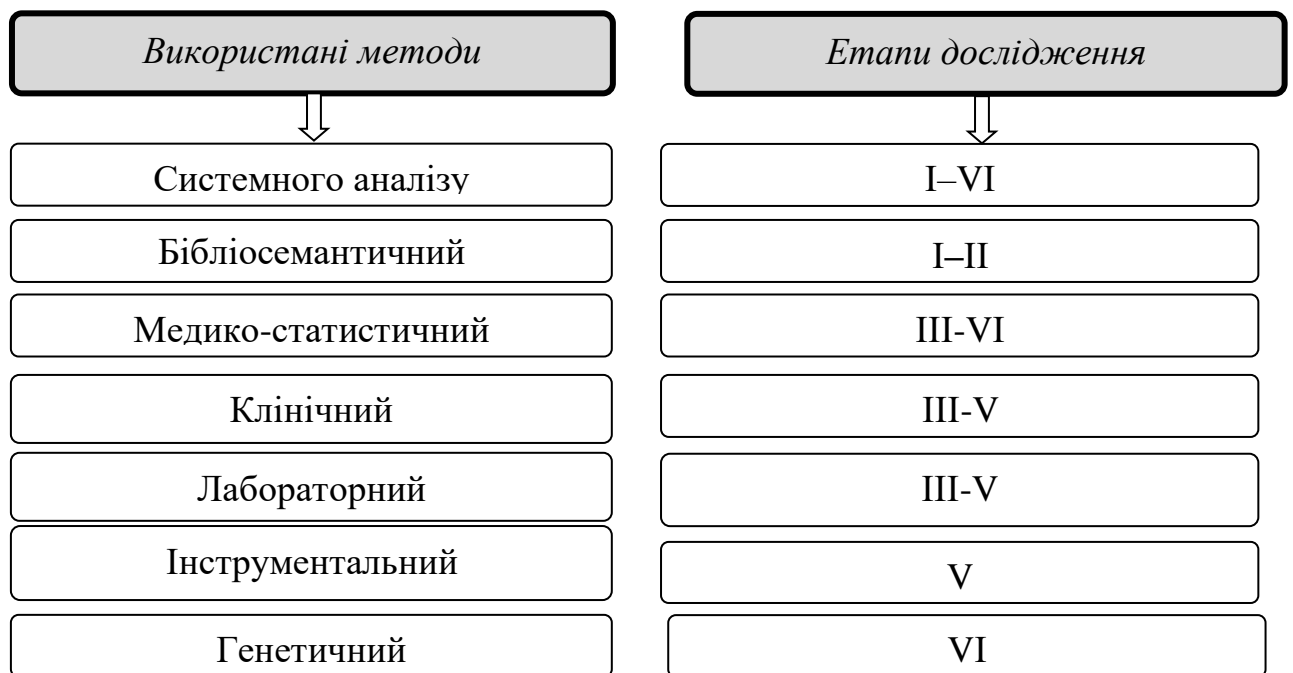 Використані методи
Етапи дослідження
Системного аналізу
I–VI
Бібліосемантичний
I–II
Медико-статистичний
III-VI
Клінічний
III-V
Лабораторний
III-V
Інструментальний
V
Генетичний
VI